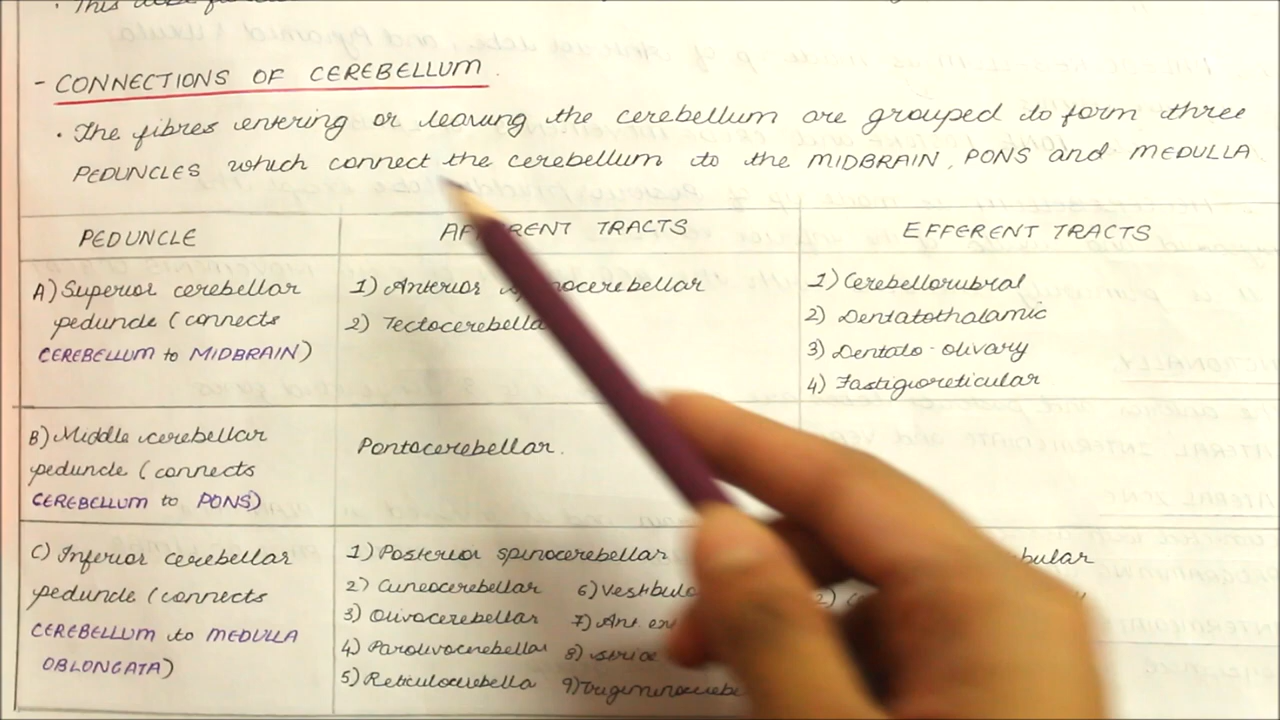 - CONNECTIONS OF CEREBELLUM.
• The fibres entering or leaving the cerebellum are grouped to form three
PEDUNCLES which connect the cerebellum to the MIDBRAIN, PONS and MEDULLA
PEDUNCLE
TRACTS
EFFERENT TRACTS
A) Superior cerebellar
peduncle (connects
CEREBELLUM to MIDBRAIN)
1) Anterior
2)
1) Cerebellorubral
2) Dentatothalamic
3) Dentato-olivary
4) Fastigioreticular
B) Middle cerebellar
peduncle (connects
CEREBELLUM to PONS)
Pontocerebellar.
C) Inferior cerebellar
peduncle (connects
CEREBELLUM to MEDULLA
OBLONGATA)
1) Posterior spinocerebellar
2) Cuneocerebellar
3) Olivocerebellar
4) Parolivocerebellar
5) Reticulocerebella
6)
7) Ant.
8) Striae
9)
2)